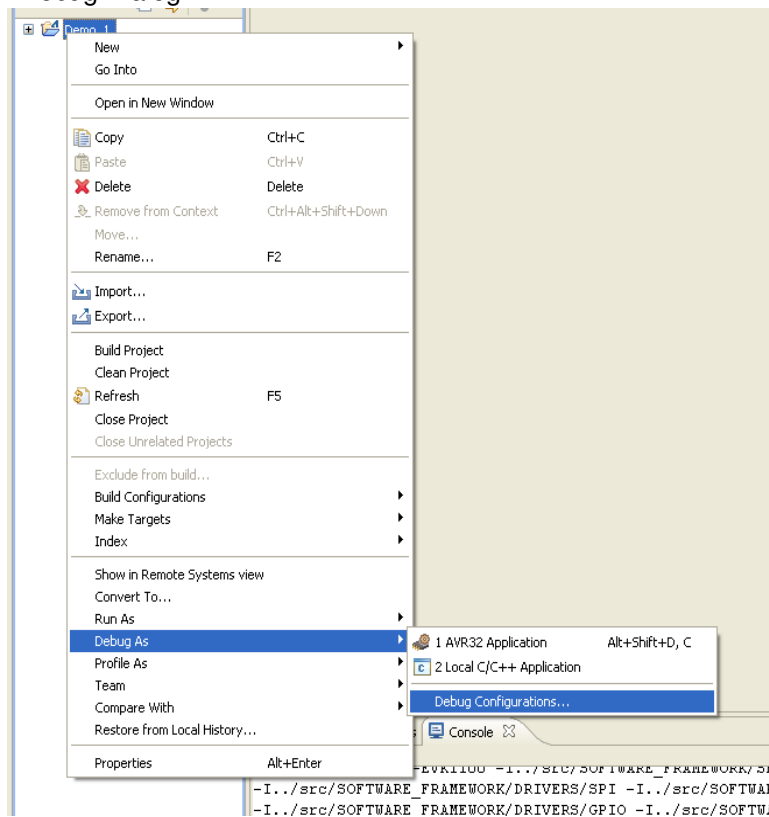 Demo_1
New
Go Into
Open in New Window
Copy Ctrl+C
Paste Ctrl+V
Delete Delete
Remove from Context Ctrl+Alt+Shift+Down
Move...
Rename... F2
Import...
Export...
Build Project
Clean Project
Refresh F5
Close Project
Close Unrelated Projects
Exclude from build...
Build Configurations
Make Targets
Index
Show in Remote Systems view
Convert To...
Run As
Debug As
1 AVR32 Application Alt+Shift+D, C
Profile As
2 Local C/C++ Application
Team
Compare With
Debug Configurations...
Restore from Local History...
Console
Properties Alt+Enter
-I../src/SOFTWARE_FRAMEWORK/DRIVERS/SPI -I../src/SOFTWA
-I../src/SOFTWARE_FRAMEWORK/DRIVERS/GPIO -I../src/SOFTW